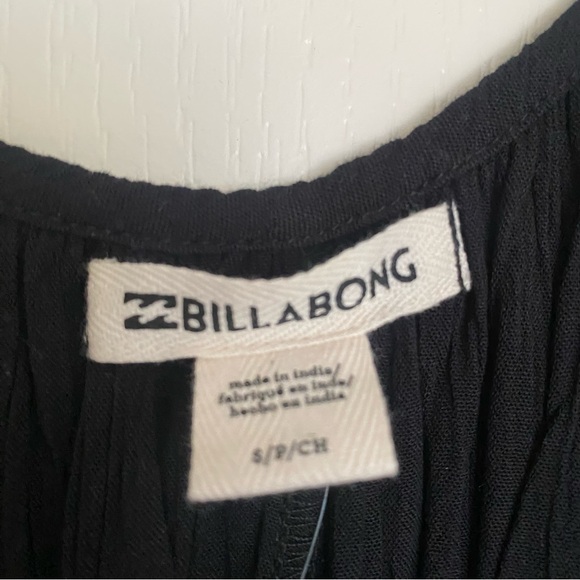 BILLABONG
made in india/
fabriqué en inde/
hecho en india
S/P/CH